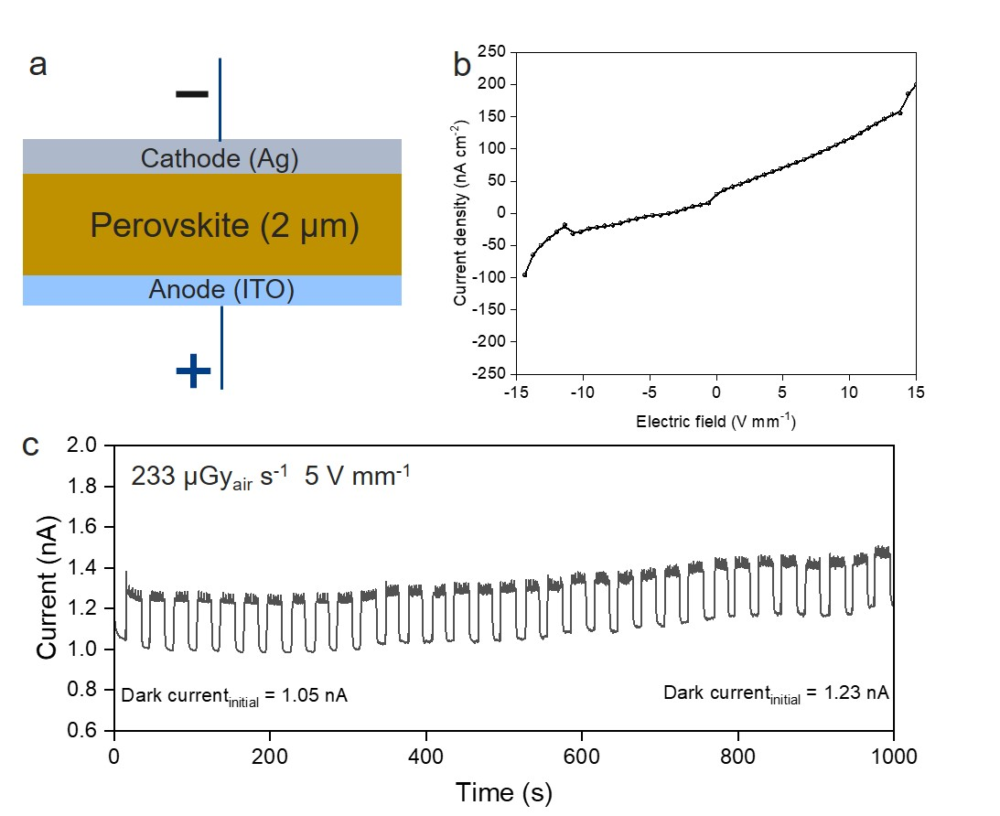 a
−
Cathode (Ag)
Perovskite (2 µm)
Anode (ITO)
+
b
Current density (nA cm-2)
250
200
150
100
50
0
-50
-100
-150
-200
-250
-15 -10 -5 0 5 10 15
Electric field (V mm-1)
c
Current (nA)
2.0
1.8
1.6
1.4
1.2
1.0
0.8
0.6
233 µGyair s-1 5 V mm-1
Dark currentinitial = 1.05 nA
Dark currentinitial = 1.23 nA
0 200 400 600 800 1000
Time (s)